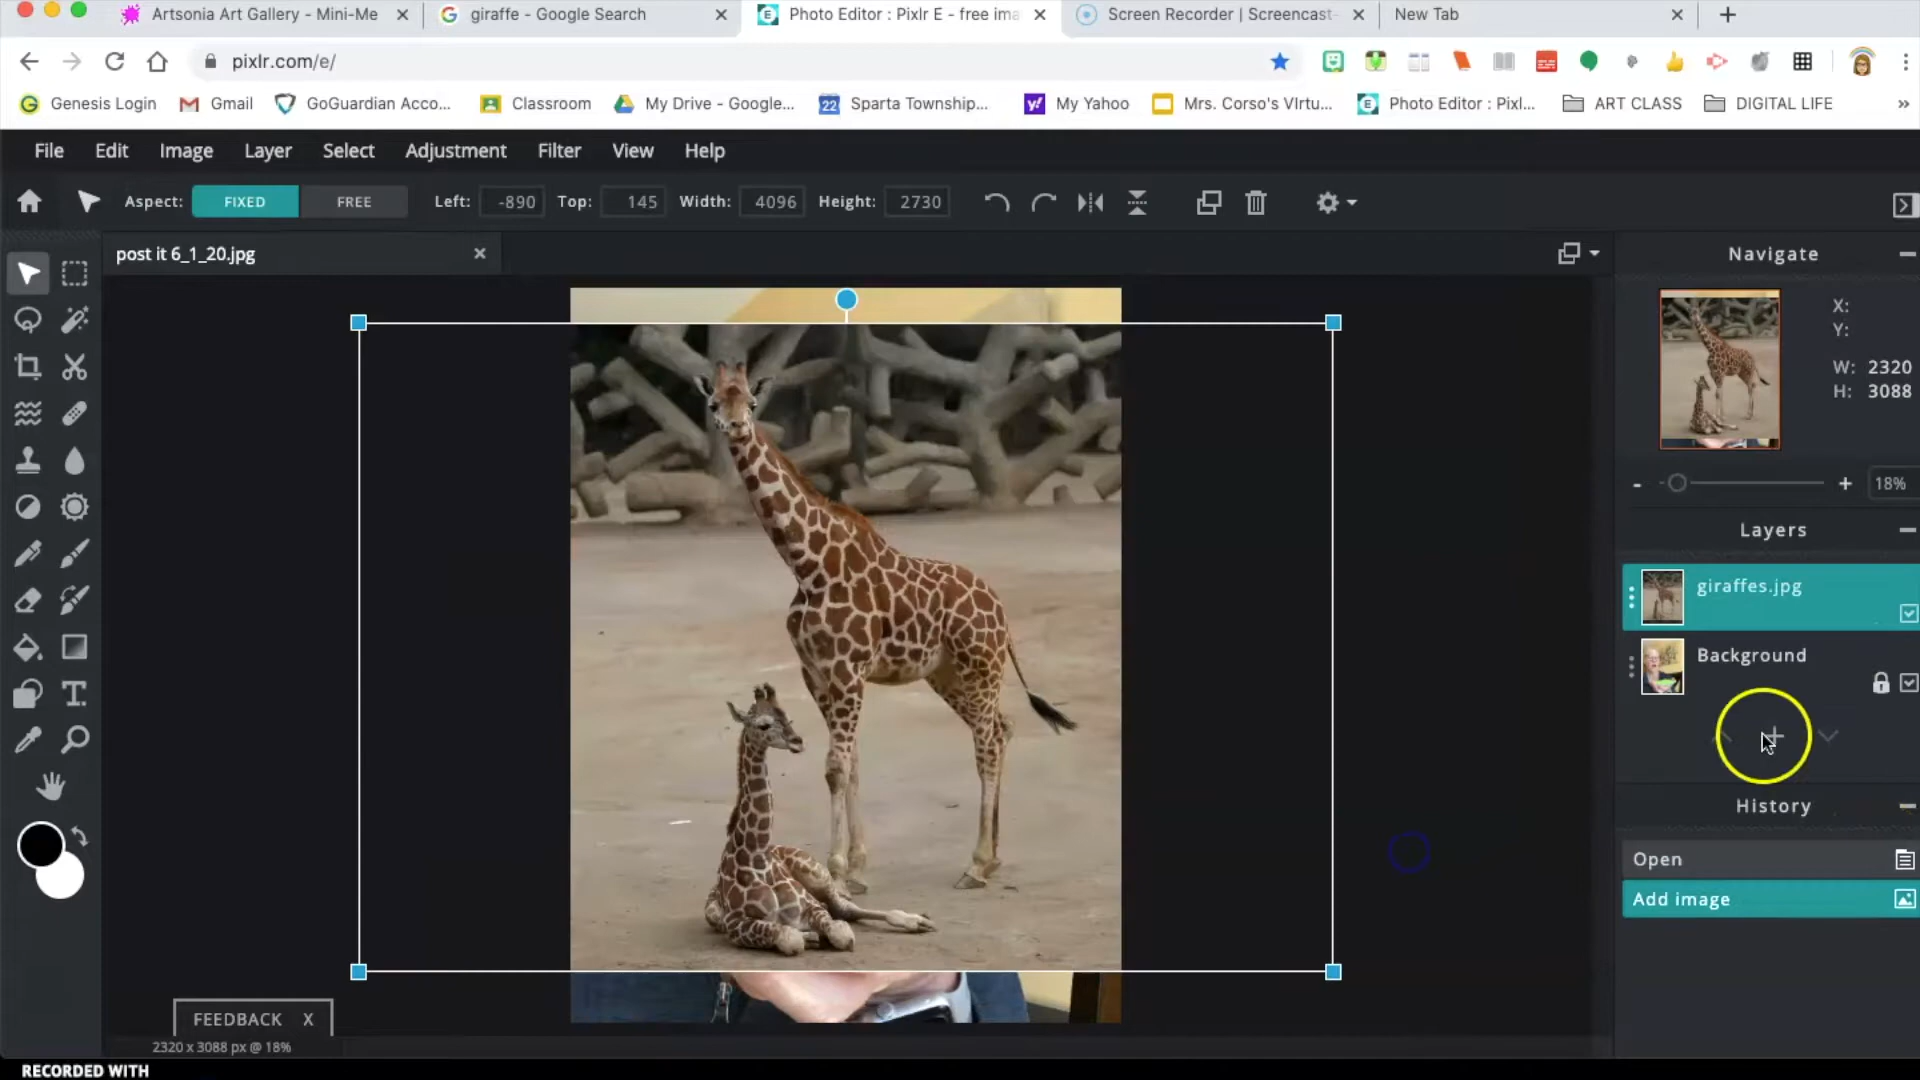 Artsonia Art Gallery - Mini-Me
giraffe - Google Search
Photo Editor : Pixlr E - free ima
Screen Recorder | Screencast-
New Tab
pixlr.com/e/
Genesis Login
Gmail
GoGuardian Acco...
Classroom
My Drive - Google...
22 Sparta Township...
My Yahoo
Mrs. Corso's VIrtu...
Photo Editor : Pixl...
ART CLASS
DIGITAL LIFE
File Edit Image Layer Select Adjustment Filter View Help
Aspect: FIXED FREE Left: -890 Top: 145 Width: 4096 Height: 2730
post it 6_1_20.jpg
Navigate
X:
Y:
W: 2320
H: 3088
- + 18%
Layers
giraffes.jpg
Background
History
Open
Add image
FEEDBACK X
2320 x 3088 px @ 18%
RECORDED WITH